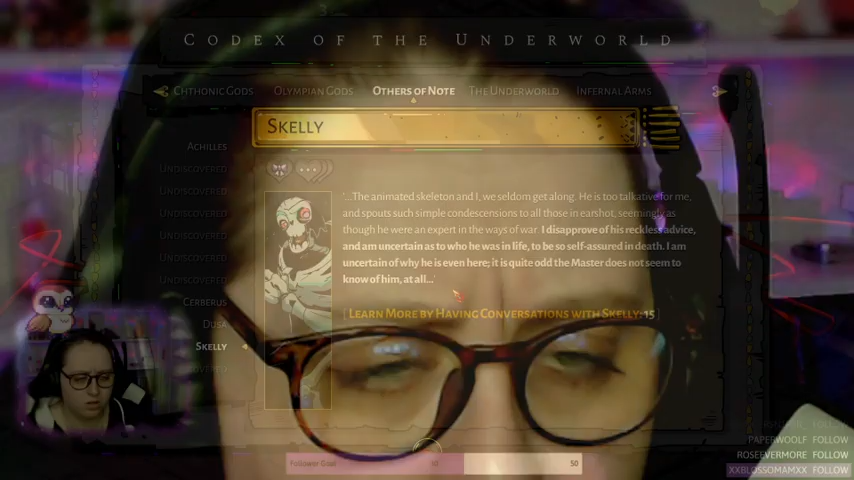 CODEX OF THE UNDERWORLD
CHTHONIC GODS OLYMPIAN GODS OTHERS OF NOTE THE UNDERWORLD INFERNAL ARMS
SKELLY
ACHILLES
UNDISCOVERED
UNDISCOVERED
UNDISCOVERED
UNDISCOVERED
UNDISCOVERED
UNDISCOVERED
CERBERUS
DUSA
SKELLY
'...The animated skeleton and I, we seldom get along. He is too talkative for me,
and spouts such simple condescensions to all those in earshot, seemingly as
though he were an expert in the ways of war. I disapprove of his reckless advice,
and am uncertain as to who he was in life, to be so self-assured in death. I am
uncertain of why he is even here; it is quite odd the Master does not seem to
know of him, at all...'
[ LEARN MORE BY HAVING CONVERSATIONS WITH SKELLY: 15 ]
Follower Goal 50
PAPERWOOLF FOLLOW
ROSEEVERMORE FOLLOW
XXBLOSSOMAMXX FOLLOW